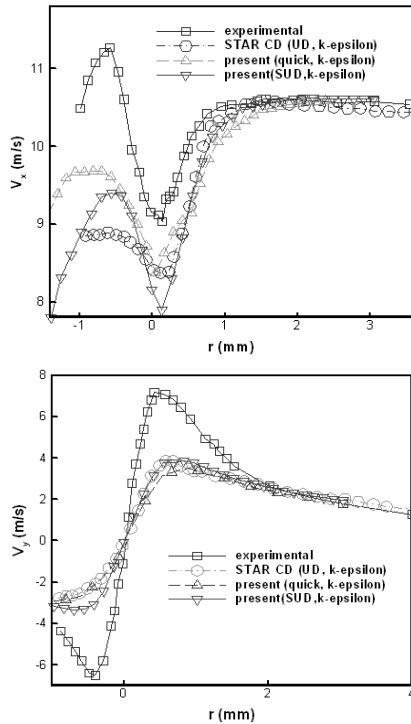 experimental
STAR CD (UD, k-epsilon)
present (quick, k-epsilon)
present(SUD,k-epsilon)
11
10
9
8
Vx (m/s)
-1
0
1
2
3
r (mm)
8
6
4
2
0
-2
-4
-6
Vy (m/s)
experimental
STAR CD (UD, k-epsilon)
present (quick, k-epsilon)
present(SUD,k-epsilon)
0
2
4
r (mm)